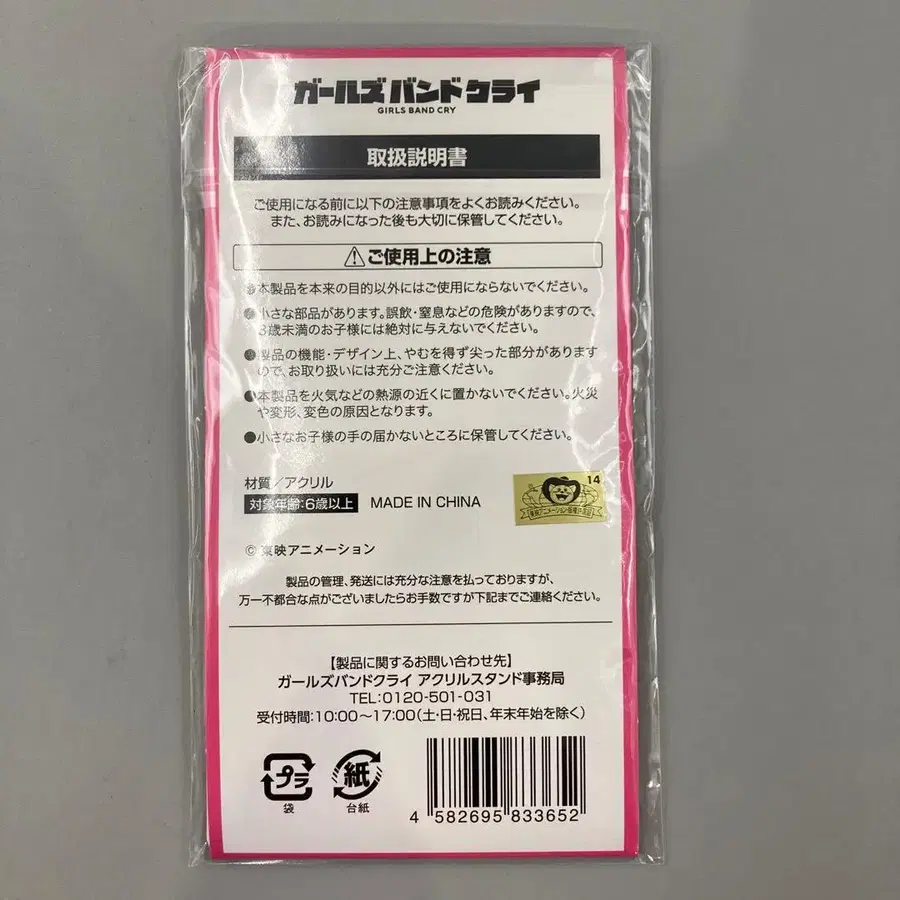 ガールズバンドクライ
GIRLS BAND CRY
取扱説明書
ご使用になる前に以下の注意事項をよくお読みください。
また、お読みになった後も大切に保管してください。
ご使用上の注意
●本製品を本来の目的以外にはご使用にならないでください。
●小さな部品があります。誤飲・窒息などの危険がありますので、
3歳未満のお子様には絶対に与えないでください。
●製品の機能・デザイン上、やむを得ず尖った部分があります
ので、お取り扱いには充分ご注意ください。
●本製品を火気などの熱源の近くに置かないでください。火災
や変形、変色の原因となります。
●小さなお子様の手の届かないところに保管してください。
材質/アクリル
対象年齢:6歳以上 MADE IN CHINA
14
©東映アニメーション
製品の管理、発送には充分な注意を払っておりますが、
万一不都合な点がございましたらお手数ですが下記までご連絡ください。
【製品に関するお問い合わせ先】
ガールズバンドクライ アクリルスタンド事務局
TEL:0120-501-031
受付時間:10:00～17:00(土・日・祝日、年末年始を除く)
プラ
袋
紙
台紙
4 582695 833652